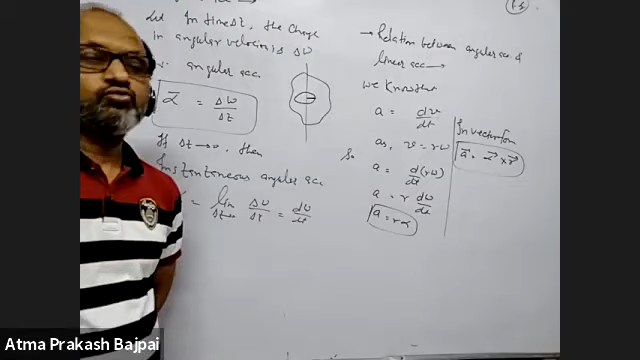 Let In time Δt, the change
in angular velocity is Δω
angular acc.
α = Δω/Δt
If Δt→0, then
Instantaneous angular acc
= lim Δt→0 Δω/Δt = dω/dt
→ Relation between angular acc. &
linear acc →
we know that
a = dv/dt
as, v = rω
So
a = d(rω)/dt
a = r dω/dt
a = rα
In vector form
a⃗ = α⃗ × r⃗
Atma Prakash Bajpai